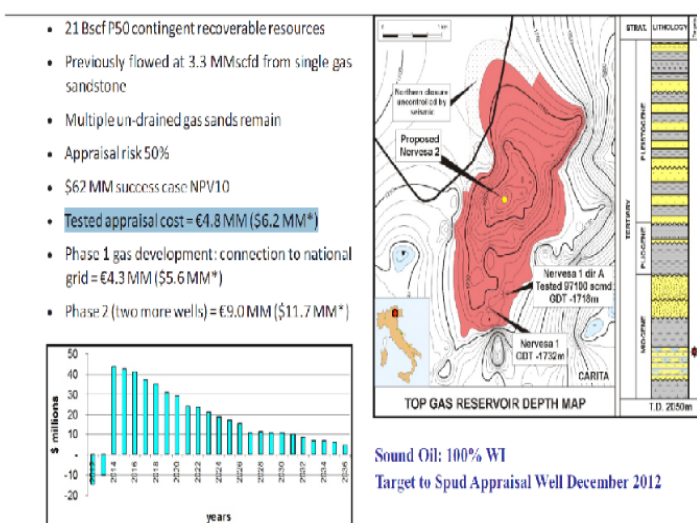 • 21 Bscf P50 contingent recoverable resources
• Previously flowed at 3.3 MMscfd from single gas
sandstone
• Multiple un-drained gas sands remain
• Appraisal risk 50%
• $62 MM success case NPV10
• Tested appraisal cost = €4.8 MM ($6.2 MM*)
• Phase 1 gas development: connection to national
grid = €4.3 MM ($5.6 MM*)
• Phase 2 (two more wells) = €9.0 MM ($11.7 MM*)
$ millions
50
40
30
20
10
-
-10
-20
2012
2014
2016
2018
2020
2022
2024
2026
2028
2030
2032
2034
2036
years
Northern closure
uncontrolled by
seismic
Proposed
Nervesa 2
Nervesa 1 dir A
Tested 97100 scmd
GDT -1718m
Nervesa 1
GDT -1732m
CARITA
TOP GAS RESERVOIR DEPTH MAP
STRAT.
LITHOLOGY
TERTIARY
PLEISTOCENE
PLIOCENE
MIOCENE
T.D. 2050m
Sound Oil: 100% WI
Target to Spud Appraisal Well December 2012